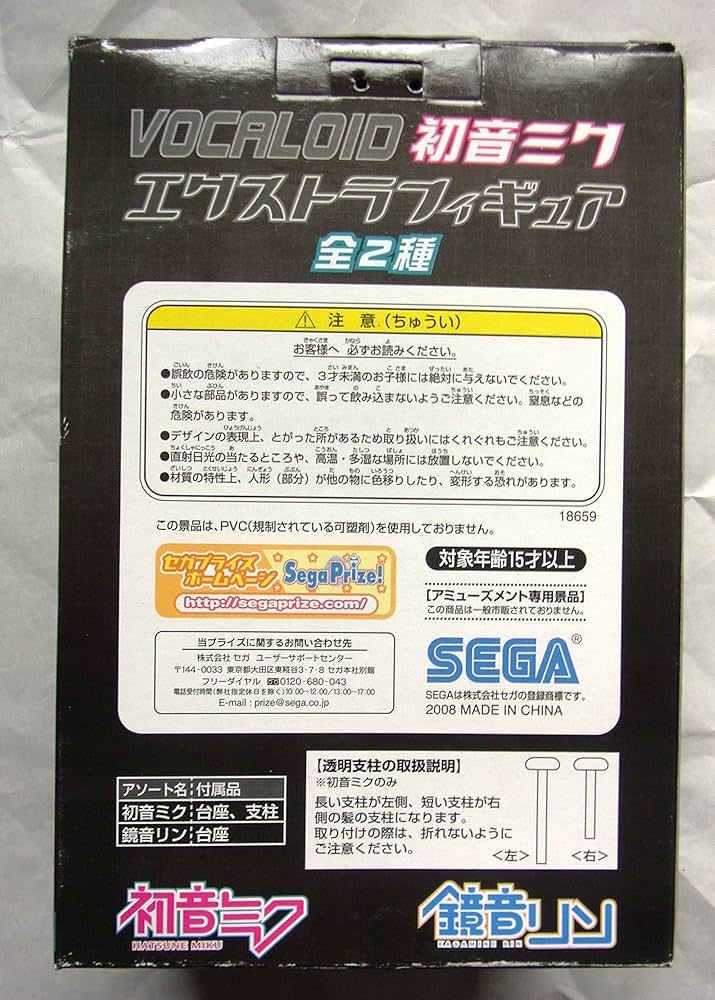 VOCALOID 初音ミク
エクストラフィギュア
全2種
⚠ 注 意 (ちゅうい)
お客様へ 必ずお読みください。
●誤飲の危険がありますので、3才未満のお子様には絶対に与えないでください。
●小さな部品がありますので、誤って飲み込まないようご注意ください。窒息などの
危険があります。
●デザインの表現上、とがった所があるため取り扱いにはくれぐれもご注意ください。
●直射日光の当たるところや、高温・多湿な場所には放置しないでください。
●材質の特性上、人形（部分）が他の物に色移りしたり、変形する恐れがあります。
18659
この景品は、PVC(規制されている可塑剤)を使用しておりません。
セガプライズ
ホームページ
SegaPrize!
http://segaprize.com/
対象年齢15才以上
【アミューズメント専用景品】
この商品は一般市販されておりません。
当プライズに関するお問い合わせ先
株式会社 セガ ユーザーサポートセンター
〒144-0033 東京都大田区東糀谷3-7-8 セガ本社別館
フリーダイヤル 0120-680-043
電話受付時間(弊社指定休日を除く)10:00~12:00/13:00~17:00
E-mail : prize@sega.co.jp
SEGA®
SEGAは株式会社セガの登録商標です。
2008 MADE IN CHINA
アソート名 付属品
初音ミク 台座、支柱
鏡音リン 台座
【透明支柱の取扱説明】
※初音ミクのみ
長い支柱が左側、短い支柱が右
側の髪の支柱になります。
取り付けの際は、折れないように
ご注意ください。
<左> <右>
初音ミク
HATSUNE MIKU
鏡音リン
KAGAMINE RIN